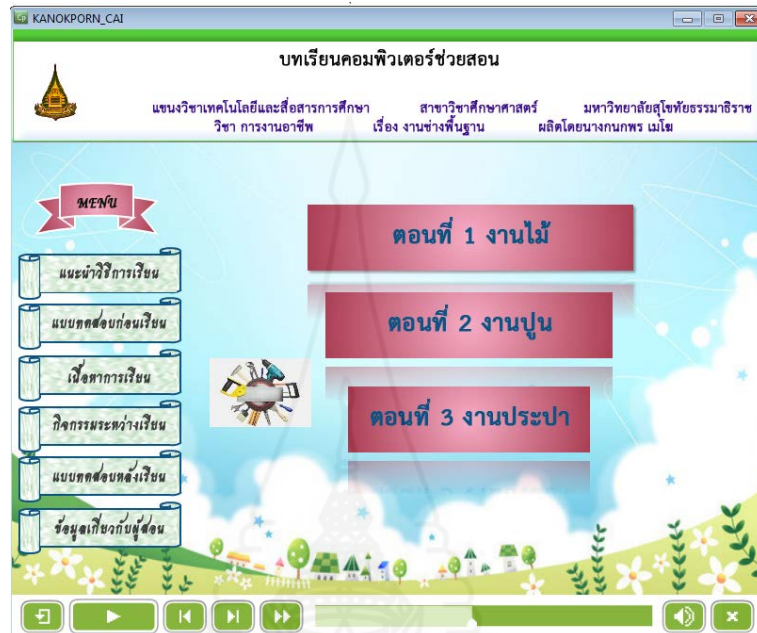 Cp KANOKPORN_CAI
บทเรียนคอมพิวเตอร์ช่วยสอน
แขนงวิชาเทคโนโลยีและสื่อสารการศึกษา สาขาวิชาศึกษาศาสตร์ มหาวิทยาลัยสุโขทัยธรรมาธิราช
วิชา การงานอาชีพ เรื่อง งานช่างพื้นฐาน ผลิตโดยนางกนกพร เมโฆ
MENU
แนะนำวิธีการเรียน
แบบทดสอบก่อนเรียน
เนื้อหาการเรียน
กิจกรรมระหว่างเรียน
แบบทดสอบหลังเรียน
ข้อมูลเกี่ยวกับผู้สอน
ตอนที่ 1 งานไม้
ตอนที่ 2 งานปูน
ตอนที่ 3 งานประปา